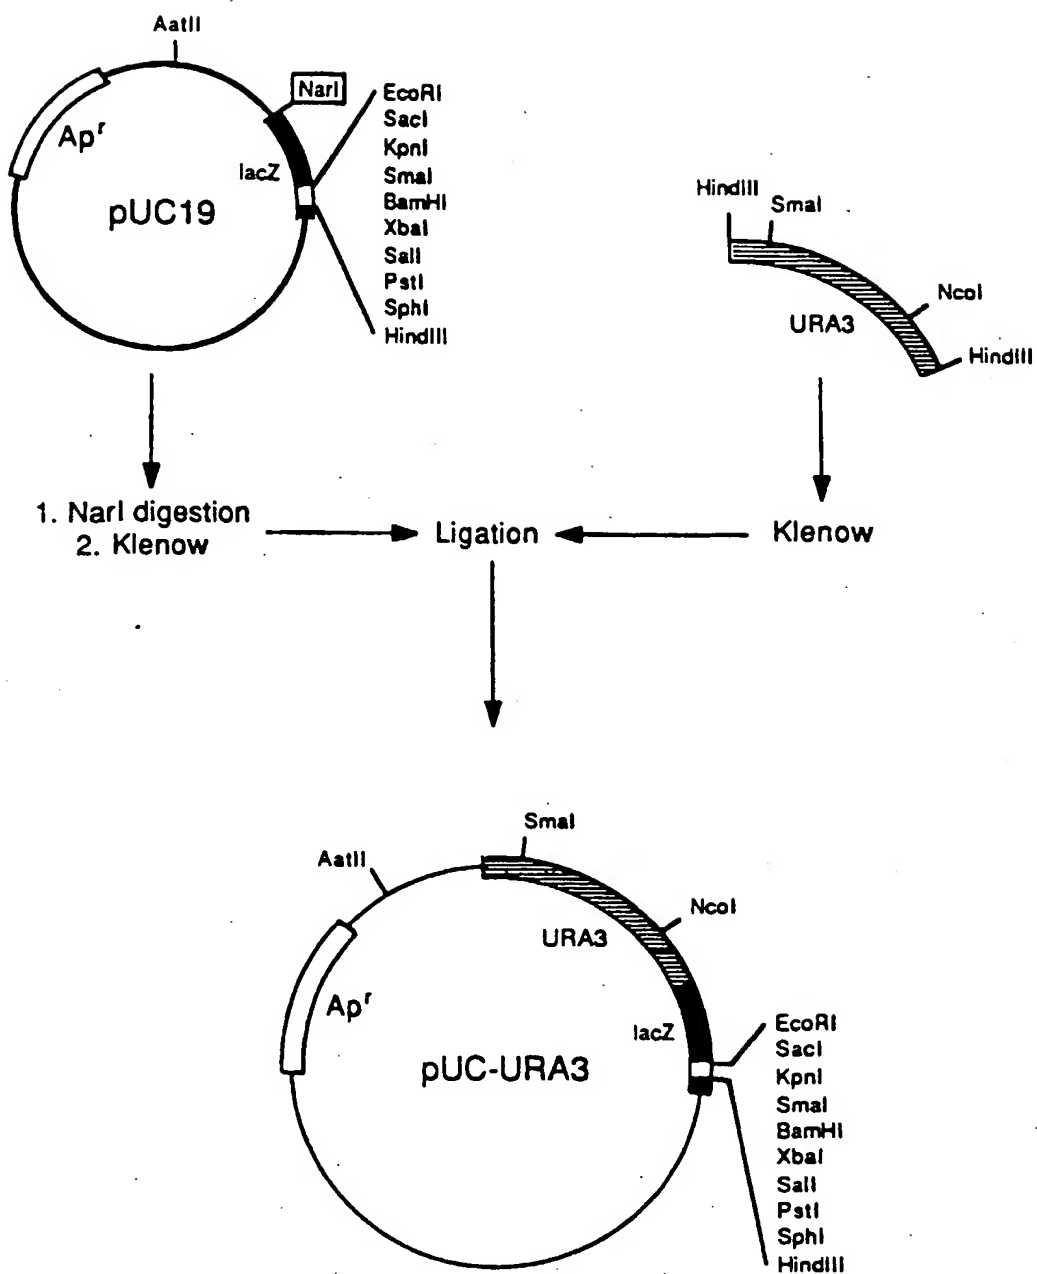 AatII
NarI
Apʳ
lacZ
pUC19
EcoRI
SacI
KpnI
SmaI
BamHI
XbaI
SalI
PstI
SphI
HindIII
HindIII
SmaI
NcoI
URA3
HindIII
1. NarI digestion
2. Klenow
Ligation
Klenow
SmaI
AatII
NcoI
URA3
Apʳ
lacZ
pUC-URA3
EcoRI
SacI
KpnI
SmaI
BamHI
XbaI
SalI
PstI
SphI
HindIII